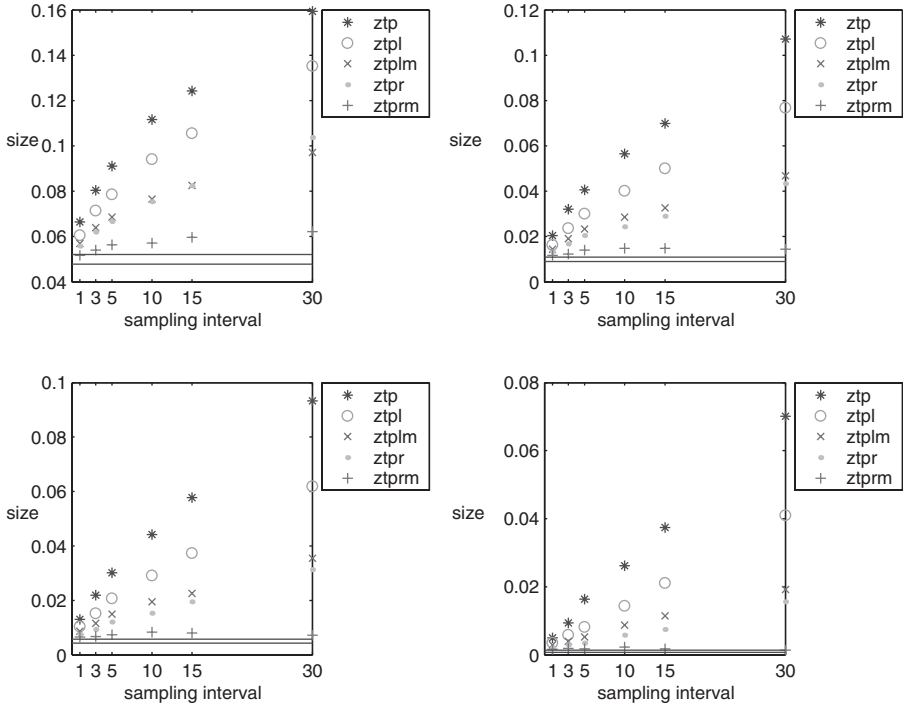 0.16
0.14
0.12
0.1
size
0.08
0.06
0.04
1 3 5 10 15 30
sampling interval
ztp
ztpl
ztplm
ztpr
ztprm
0.12
0.1
0.08
size
0.06
0.04
0.02
0
1 3 5 10 15 30
sampling interval
ztp
ztpl
ztplm
ztpr
ztprm
0.1
0.08
0.06
size
0.04
0.02
0
1 3 5 10 15 30
sampling interval
ztp
ztpl
ztplm
ztpr
ztprm
0.08
0.06
size
0.04
0.02
0
1 3 5 10 15 30
sampling interval
ztp
ztpl
ztplm
ztpr
ztprm